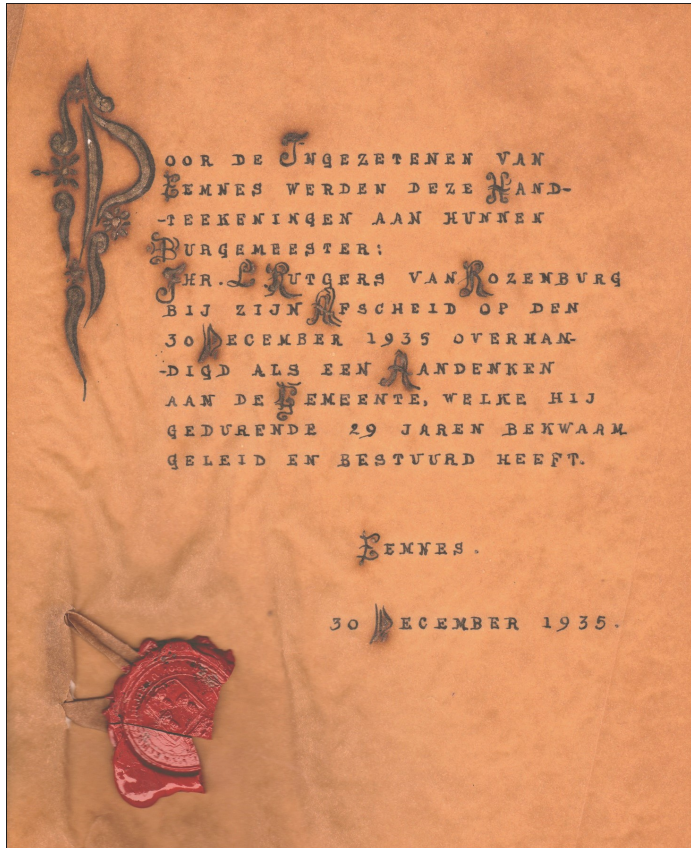 DOOR DE INGEZETENEN VAN
EEMNES WERDEN DEZE HAND-
-TEEKENINGEN AAN HUNNEN
BURGEMEESTER:
JHR. L RUTGERS VAN ROZENBURG
BIJ ZIJN AFSCHEID OP DEN
30 DECEMBER 1935 OVERHAN-
-DIGD ALS EEN AANDENKEN
AAN DE GEMEENTE, WELKE HIJ
GEDURENDE 29 JAREN BEKWAAM
GELEID EN BESTUURD HEEFT.
EEMNES.
30 DECEMBER 1935.